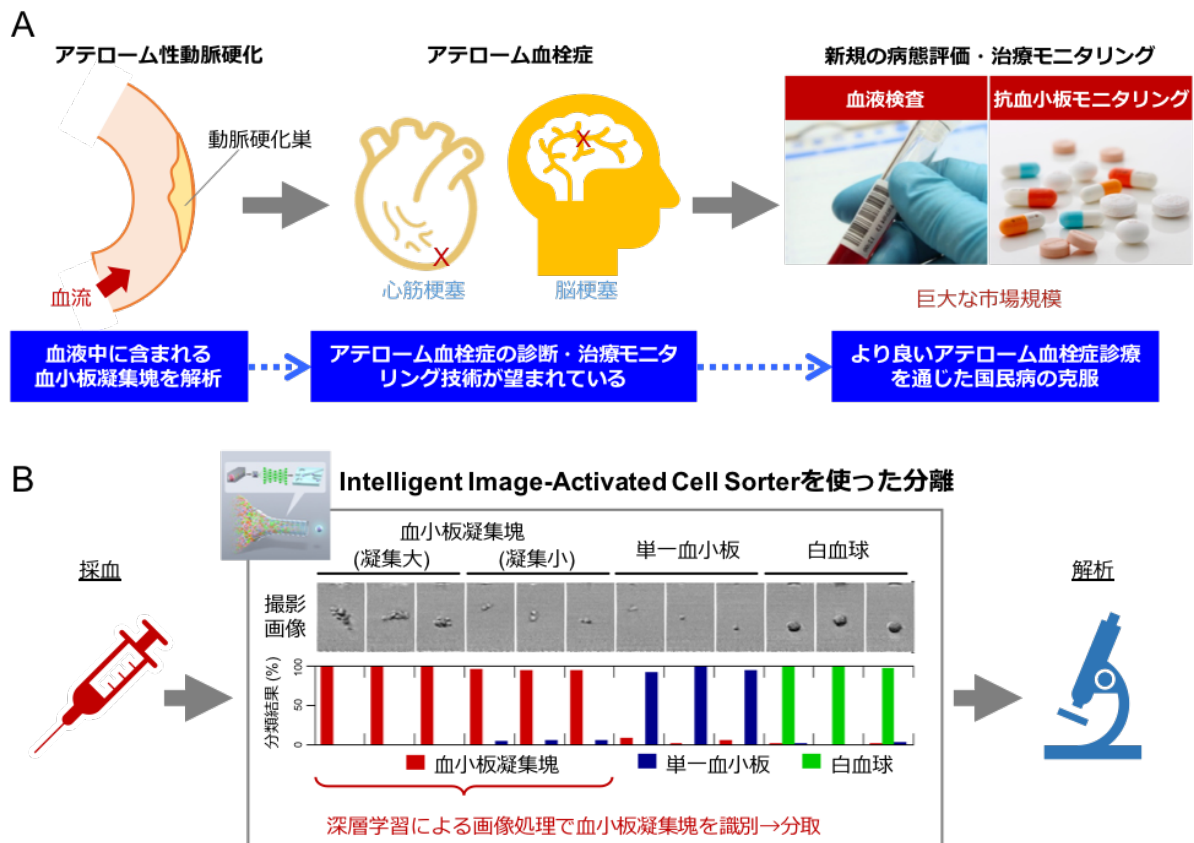 A
アテローム性動脈硬化
アテローム血栓症
新規の病態評価・治療モニタリング
血液検査
抗血小板モニタリング
動脈硬化巣
X
X
血流
心筋梗塞
脳梗塞
巨大な市場規模
血液中に含まれる
血小板凝集塊を解析
アテローム血栓症の診断・治療モニタ
リング技術が望まれている
より良いアテローム血栓症診療
を通じた国民病の克服
B
Intelligent Image-Activated Cell Sorterを使った分離
採血
血小板凝集塊
(凝集大)
(凝集小)
単一血小板
白血球
撮影
画像
分類結果 (%)
100
50
0
血小板凝集塊
単一血小板
白血球
深層学習による画像処理で血小板凝集塊を識別→分取
解析